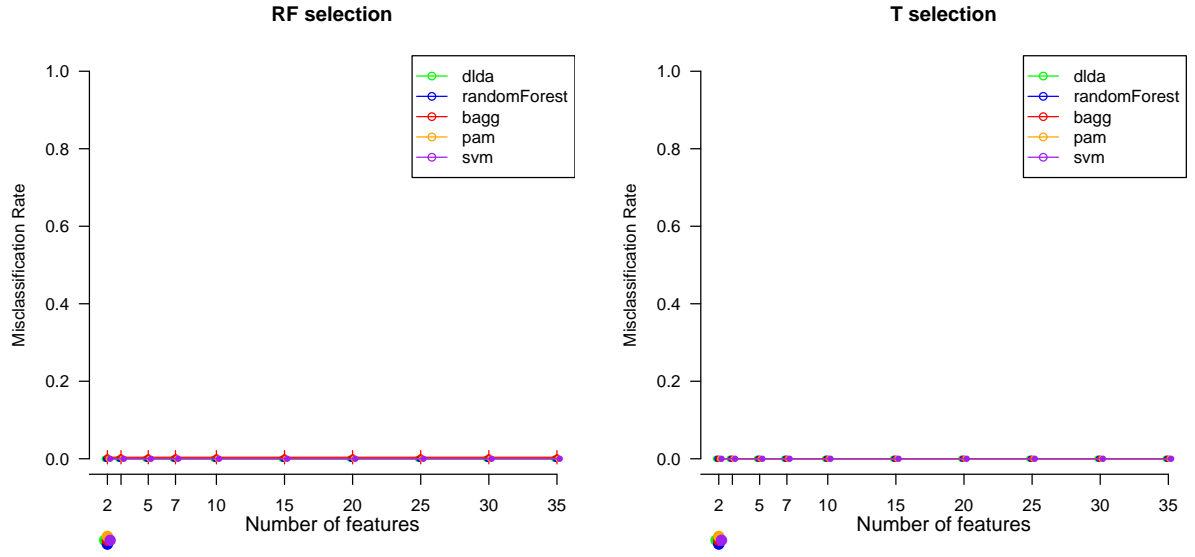 RF selection
1.0
0.8
0.6
0.4
0.2
0.0
Misclassification Rate
dlda
randomForest
bagg
pam
svm
2 5 7 10 15 20 25 30 35
Number of features
T selection
1.0
0.8
0.6
0.4
0.2
0.0
Misclassification Rate
dlda
randomForest
bagg
pam
svm
2 5 7 10 15 20 25 30 35
Number of features